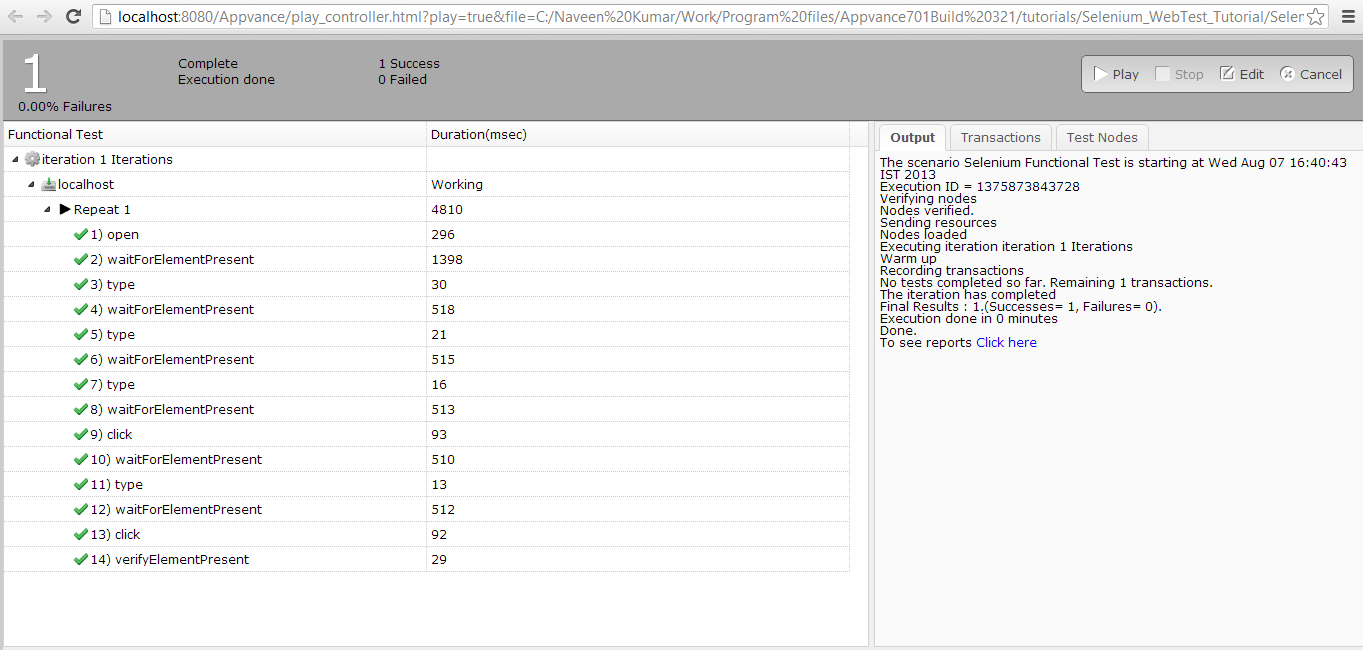 localhost:8080/Appvance/play_controller.html?play=true&file=C:/Naveen%20Kumar/Work/Program%20files/Appvance701Build%20321/tutorials/Selenium_WebTest_Tutorial/Selen
1
Complete
1 Success
Execution done
0 Failed
0.00% Failures
Play
Stop
Edit
Cancel
Functional Test
Duration(msec)
iteration 1 Iterations
localhost
Working
Repeat 1
4810
1) open
296
2) waitForElementPresent
1398
3) type
30
4) waitForElementPresent
518
5) type
21
6) waitForElementPresent
515
7) type
16
8) waitForElementPresent
513
9) click
93
10) waitForElementPresent
510
11) type
13
12) waitForElementPresent
512
13) click
92
14) verifyElementPresent
29
Output
Transactions
Test Nodes
The scenario Selenium Functional Test is starting at Wed Aug 07 16:40:43
IST 2013
Execution ID = 1375873843728
Verifying nodes
Nodes verified.
Sending resources
Nodes loaded
Executing iteration iteration 1 Iterations
Warm up
Recording transactions
No tests completed so far. Remaining 1 transactions.
The iteration has completed
Final Results : 1.(Successes= 1, Failures= 0).
Execution done in 0 minutes
Done.
To see reports Click here